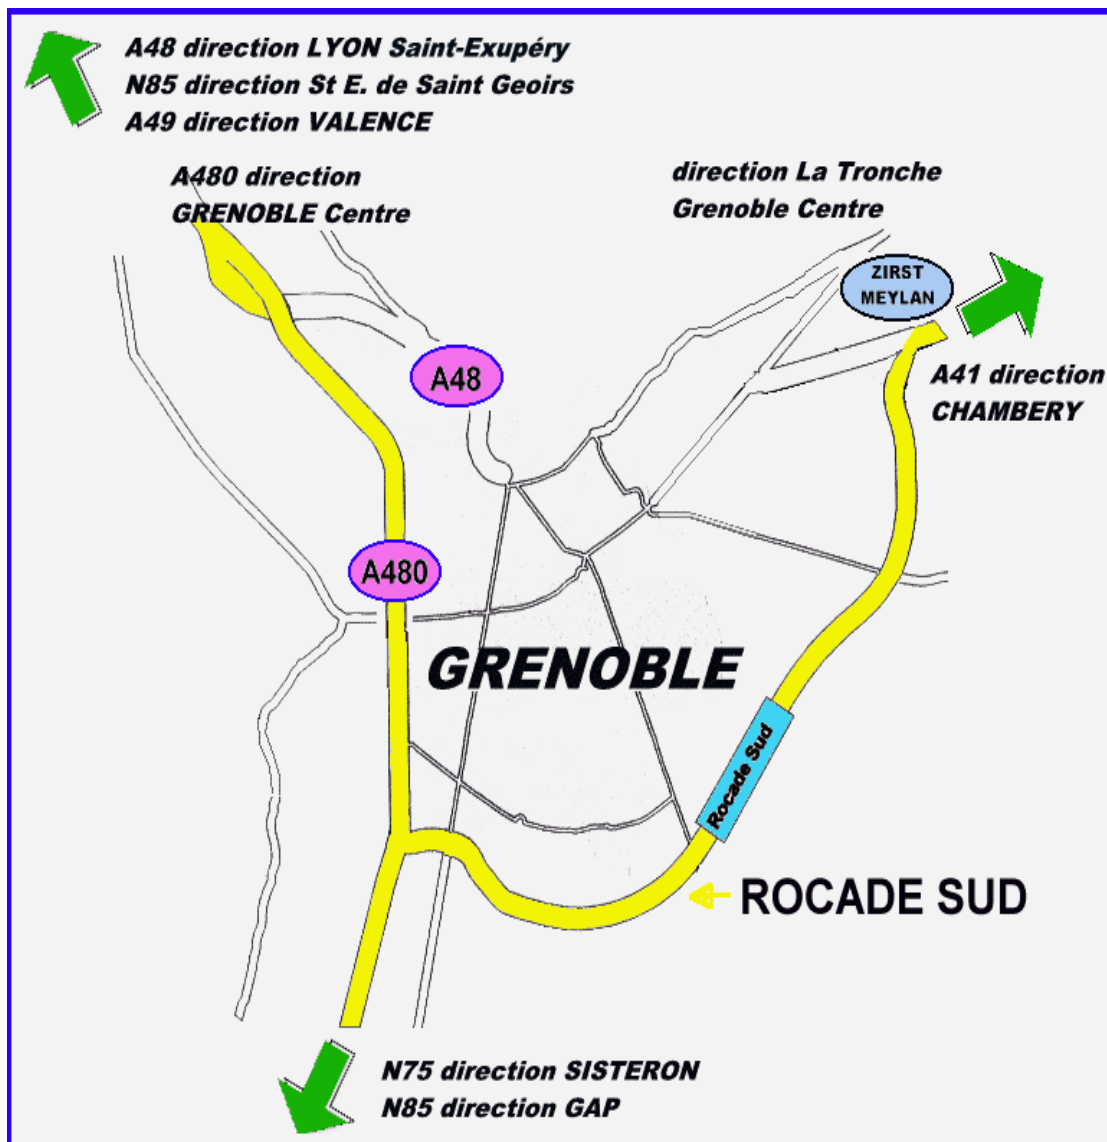 A48 direction LYON Saint-Exupéry
N85 direction St E. de Saint Geoirs
A49 direction VALENCE
A480 direction
GRENOBLE Centre
direction La Tronche
Grenoble Centre
ZIRST
MEYLAN
A48
A41 direction
CHAMBERY
A480
GRENOBLE
Rocade Sud
ROCADE SUD
N75 direction SISTERON
N85 direction GAP